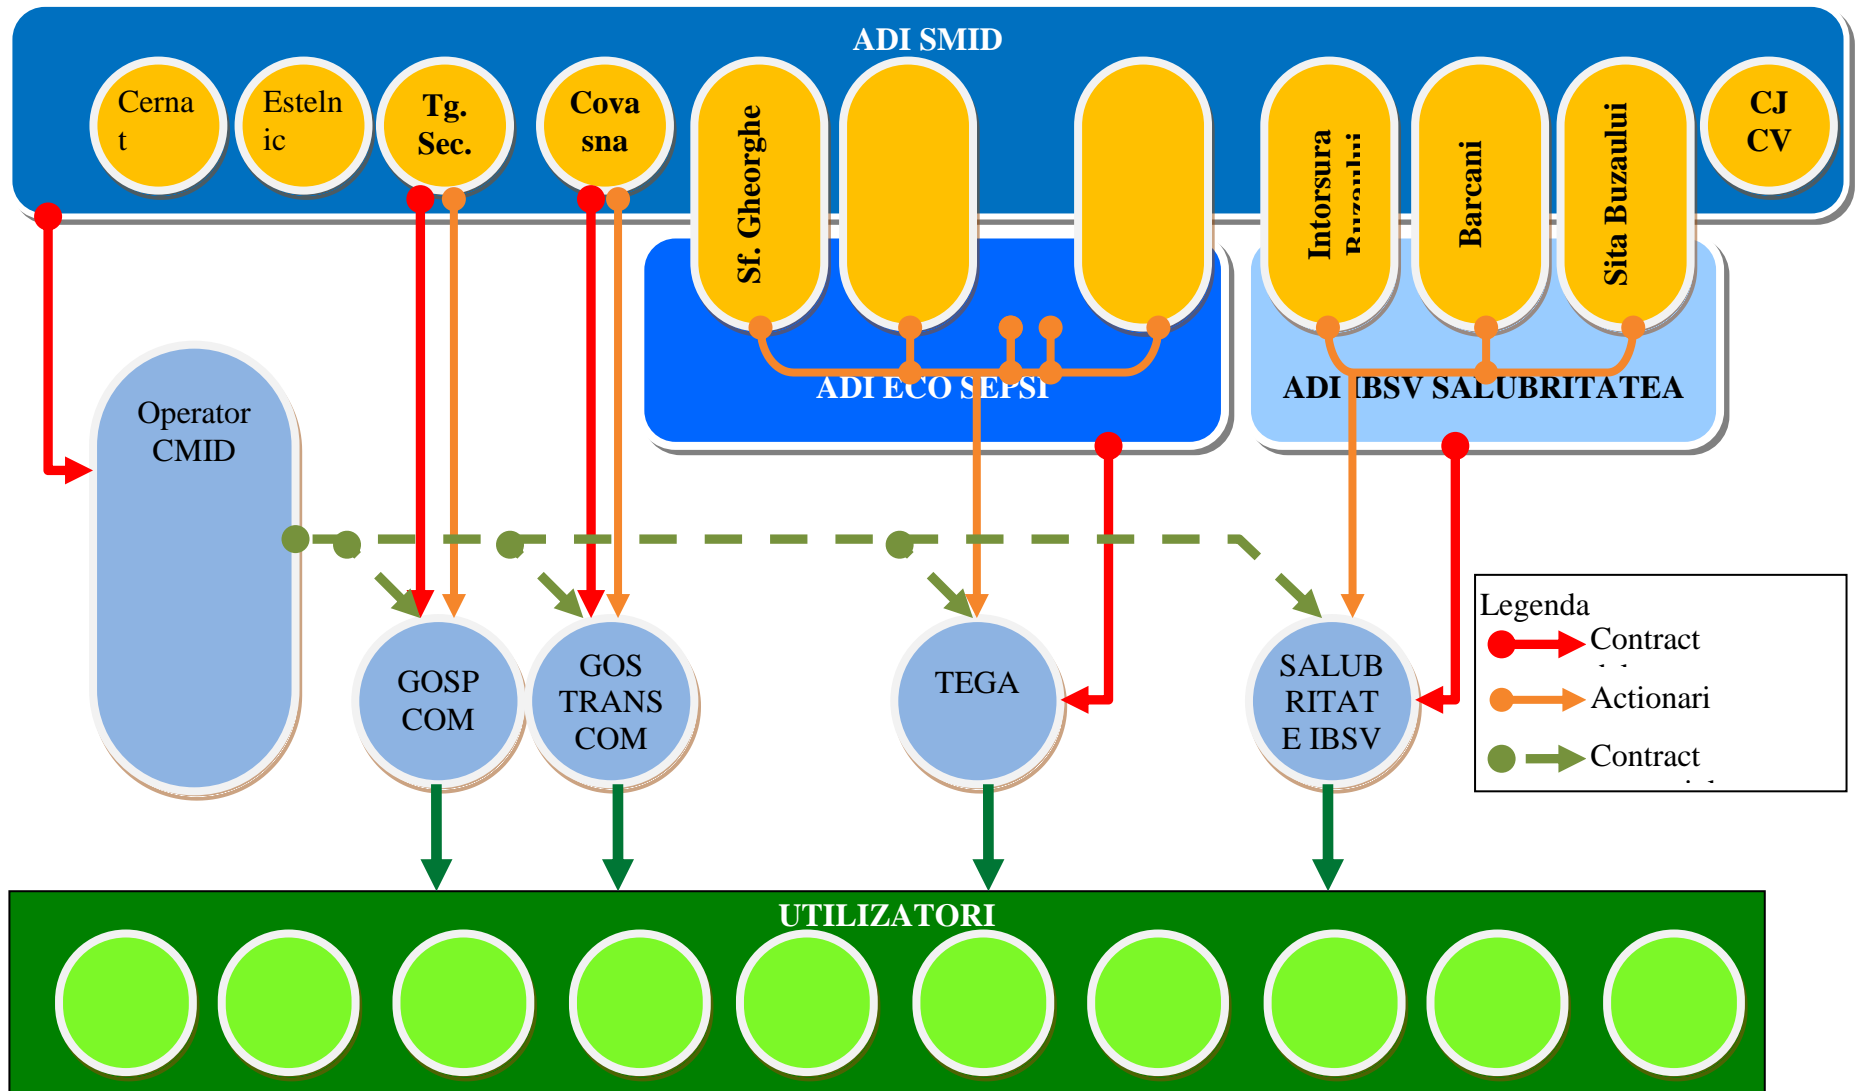 ADI SMID
Cerna
t
Esteln
ic
Tg.
Sec.
Cova
sna
Sf. Gheorghe
Intorsura
Barcani
Sita Buzaului
CJ
CV
ADI ECO SEPSI
ADI IBSV SALUBRITATEA
Operator
CMID
GOSP
COM
GOS
TRANS
COM
TEGA
SALUB
RITAT
E IBSV
Legenda
Contract
Actionari
Contract
UTILIZATORI